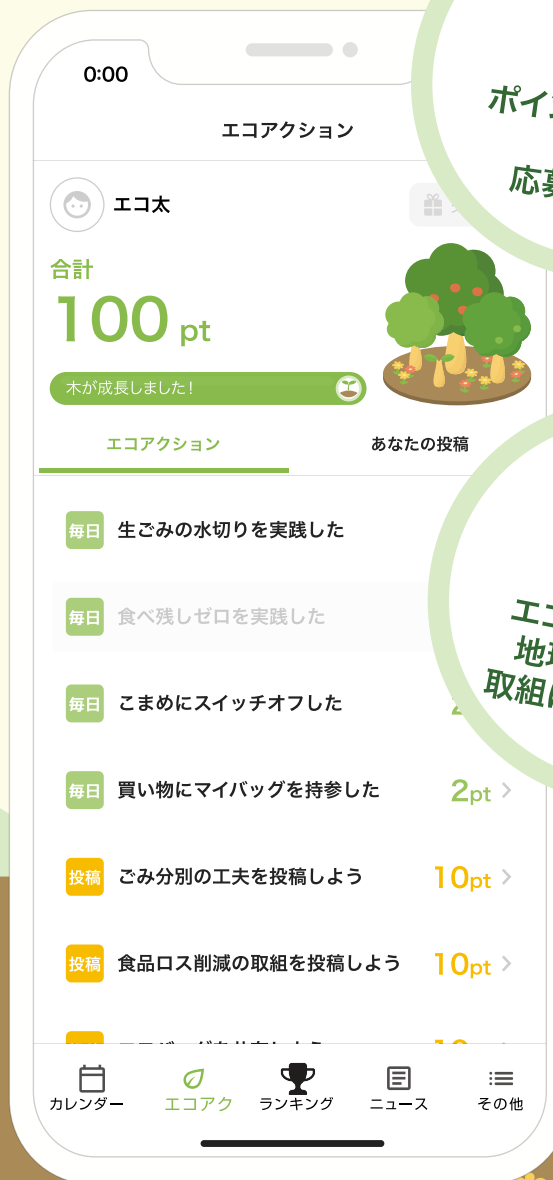 0:00
エコアクション
エコ太
合計
100 pt
木が成長しました！
エコアクション
あなたの投稿
毎日 生ごみの水切りを実践した
毎日 食べ残しゼロを実践した
毎日 こまめにスイッチオフした
毎日 買い物にマイバッグを持参した 2pt
投稿 ごみ分別の工夫を投稿しよう 10pt
投稿 食品ロス削減の取組を投稿しよう 10pt
カレンダー エコアク ランキング ニュース その他
ポイ
応募
エコ
地球
取組